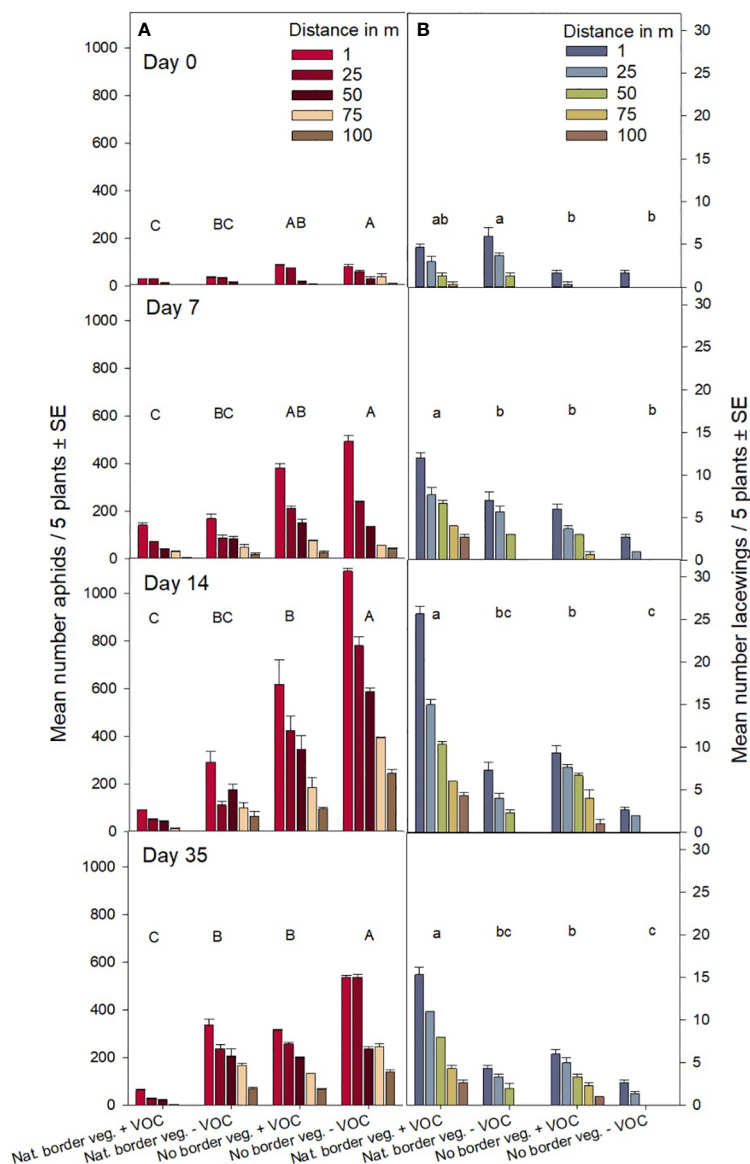 A
Distance in m
1
25
50
75
100
B
Distance in m
1
25
50
75
100
Day 0
1000
800
600
400
200
0
C BC AB A
ab a b b
30
25
20
15
10
5
0
Day 7
1000
800
600
400
200
0
C BC AB A
a b b b
30
25
20
15
10
5
0
Day 14
1000
800
600
400
200
0
C BC B A
a bc b c
30
25
20
15
10
5
0
Day 35
1000
800
600
400
200
0
C B B A
a bc b c
30
25
20
15
10
5
0
Mean number aphids / 5 plants ± SE
Mean number lacewings / 5 plants ± SE
Nat. border veg. + VOC
Nat. border veg. - VOC
No border veg. + VOC
No border veg. - VOC
Nat. border veg. + VOC
Nat. border veg. - VOC
No border veg. + VOC
No border veg. - VOC